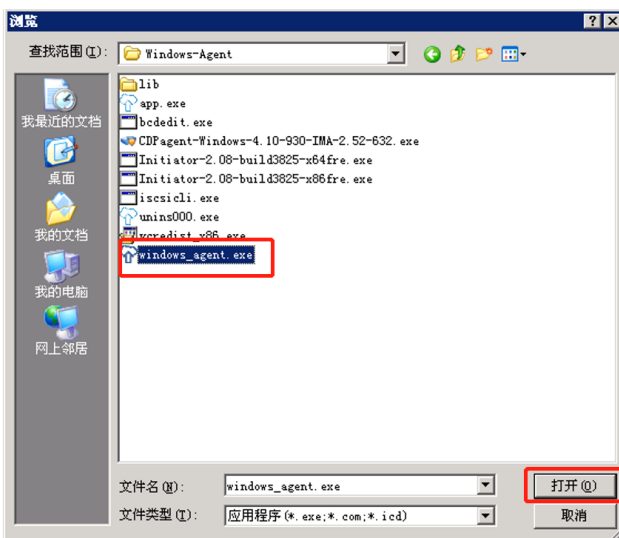 浏览
查找范围(I):
Windows-Agent
lib
app.exe
bcdedit.exe
CDPagent-Windows-4.10-930-IMA-2.52-632.exe
Initiator-2.08-build3825-x64fre.exe
Initiator-2.08-build3825-x86fre.exe
iscsicli.exe
unins000.exe
vcredist_x86.exe
windows_agent.exe
我最近的文档
桌面
我的文档
我的电脑
网上邻居
文件名(N):
windows_agent.exe
打开(O)
文件类型(T):
应用程序(*.exe;*.com;*.icd)
取消